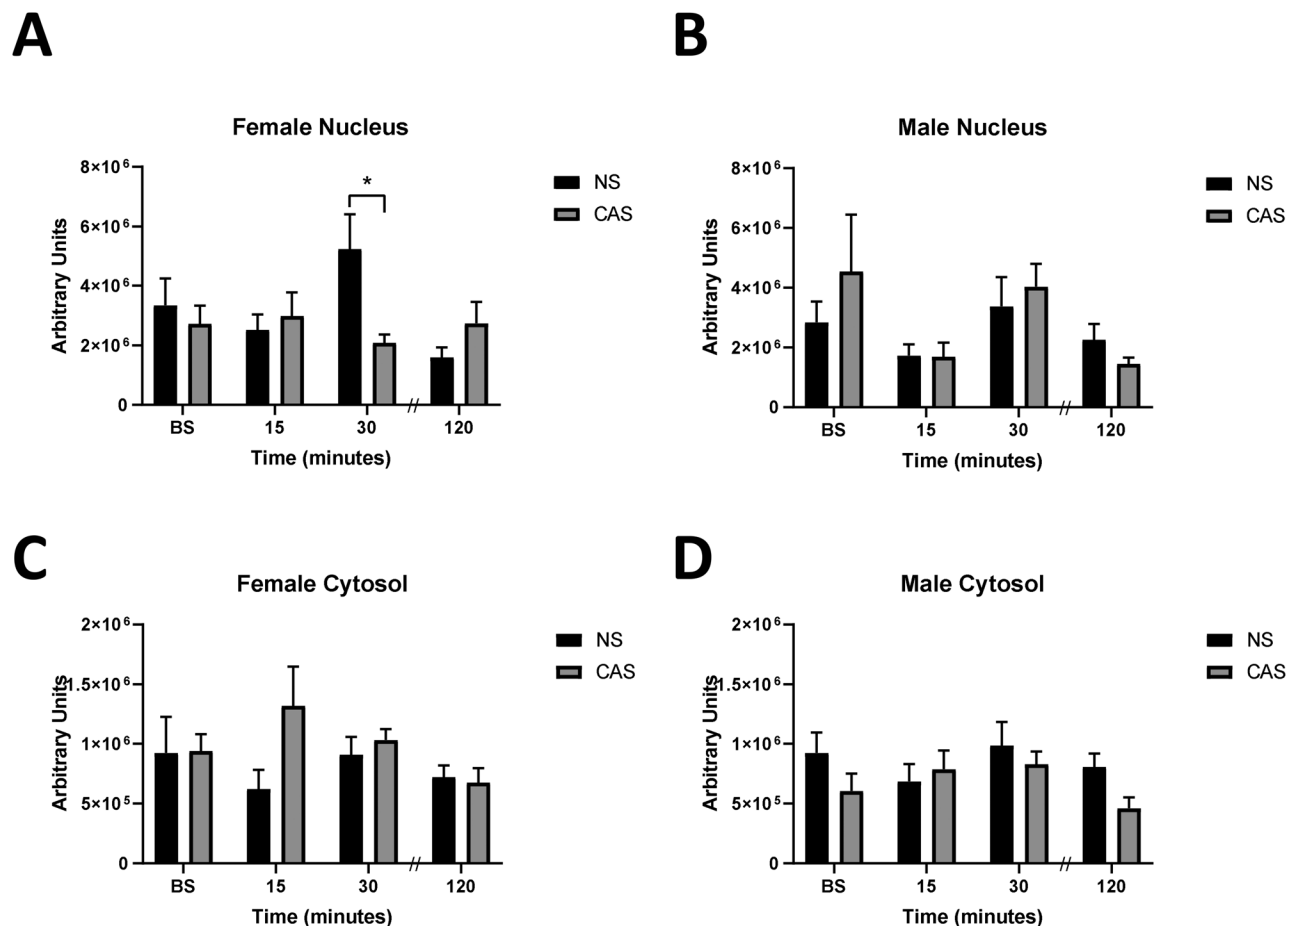 A
Female Nucleus
8×10⁶
6×10⁶
4×10⁶
2×10⁶
0
Arbitrary Units
*
NS
CAS
BS 15 30 // 120
Time (minutes)
B
Male Nucleus
8×10⁶
6×10⁶
4×10⁶
2×10⁶
0
Arbitrary Units
NS
CAS
BS 15 30 // 120
Time (minutes)
C
Female Cytosol
2×10⁶
1.5×10⁶
1×10⁶
5×10⁵
0
Arbitrary Units
NS
CAS
BS 15 30 // 120
Time (minutes)
D
Male Cytosol
2×10⁶
1.5×10⁶
1×10⁶
5×10⁵
0
Arbitrary Units
NS
CAS
BS 15 30 // 120
Time (minutes)